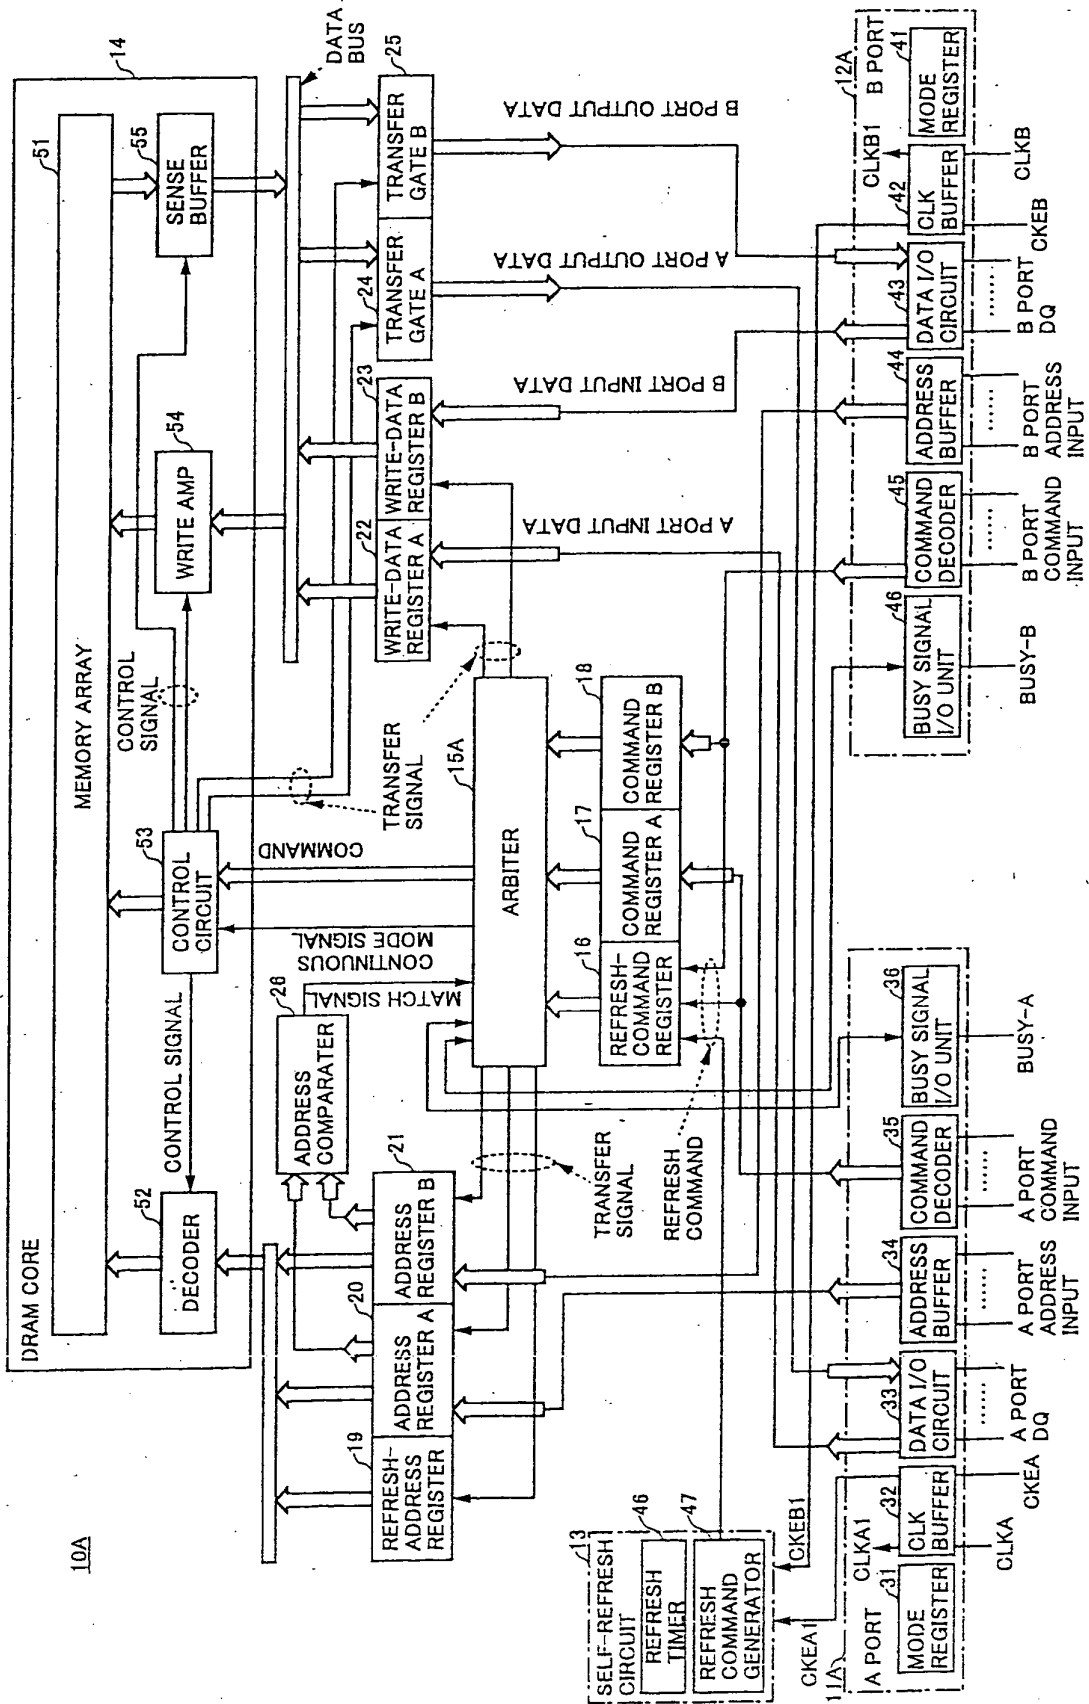 10A
DRAM CORE
14
MEMORY ARRAY
51
DECODER
52
CONTROL SIGNAL
CONTROL
CIRCUIT
53
CONTROL
SIGNAL
WRITE AMP
54
SENSE
BUFFER
55
DATA
BUS
REFRESH-
ADDRESS
REGISTER
19
ADDRESS
REGISTER A
20
ADDRESS
REGISTER B
21
ADDRESS
COMPARATER
26
MATCH SIGNAL
CONTINUOUS
MODE SIGNAL
COMMAND
TRANSFER
SIGNAL
WRITE-DATA
REGISTER A
22
WRITE-DATA
REGISTER B
23
TRANSFER
GATE A
24
TRANSFER
GATE B
25
ARBITER
15A
TRANSFER
SIGNAL
REFRESH-
COMMAND
REGISTER
16
COMMAND
REGISTER A
17
COMMAND
REGISTER B
18
REFRESH
COMMAND
A PORT INPUT DATA
B PORT INPUT DATA
A PORT OUTPUT DATA
B PORT OUTPUT DATA
SELF-REFRESH
CIRCUIT
13
REFRESH
TIMER
46
REFRESH
COMMAND
GENERATOR
47
CKEA1
CKEB1
11A
A PORT
MODE
REGISTER
31
CLKA1
CLK
BUFFER
32
DATA I/O
CIRCUIT
33
ADDRESS
BUFFER
34
COMMAND
DECODER
35
BUSY SIGNAL
I/O UNIT
36
CLKA
CKEA
A PORT
DQ
A PORT
ADDRESS
INPUT
A PORT
COMMAND
INPUT
BUSY-A
12A
B PORT
BUSY SIGNAL
I/O UNIT
46
COMMAND
DECODER
45
ADDRESS
BUFFER
44
DATA I/O
CIRCUIT
43
CLK
BUFFER
42
CLKB1
MODE
REGISTER
41
BUSY-B
B PORT
COMMAND
INPUT
B PORT
ADDRESS
INPUT
B PORT
DQ
CKEB
CLKB